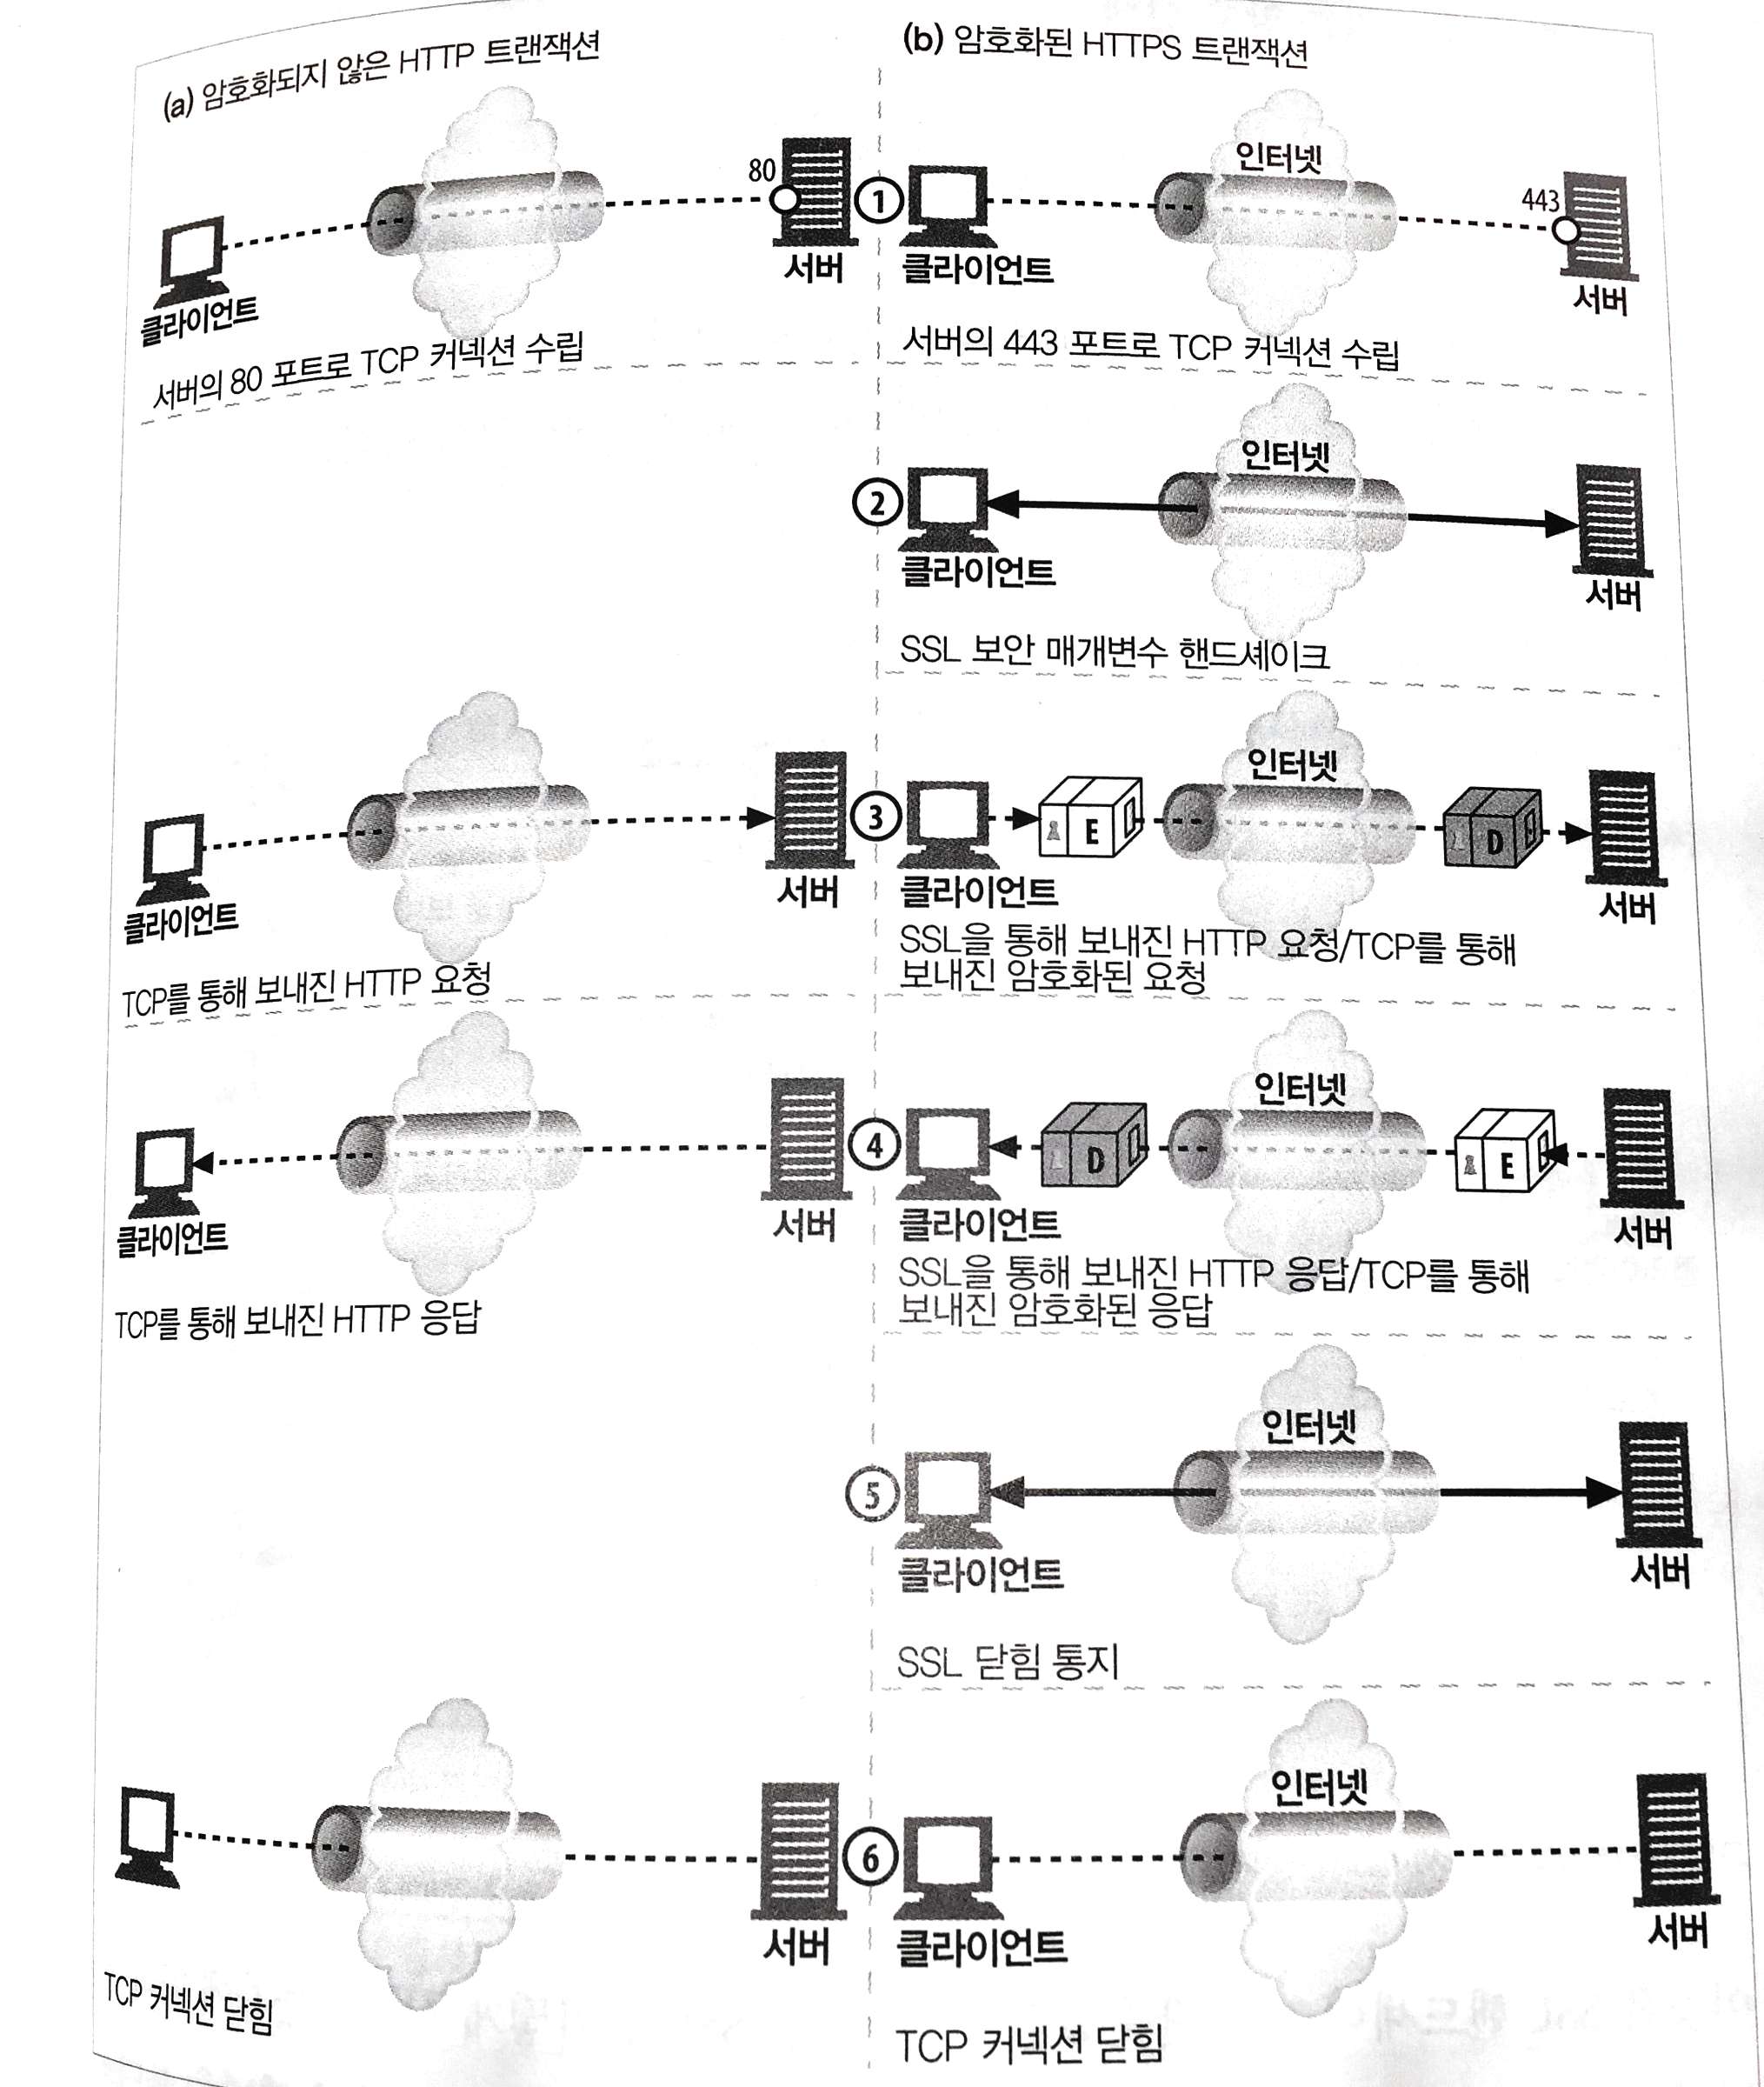 (a) 암호화되지 않은 HTTP 트랜잭션
(b) 암호화된 HTTPS 트랜잭션
80
서버
클라이언트
서버의 80 포트로 TCP 커넥션 수립
1
인터넷
443
클라이언트
서버
서버의 443 포트로 TCP 커넥션 수립
2
인터넷
클라이언트
서버
SSL 보안 매개변수 핸드셰이크
서버
클라이언트
TCP를 통해 보내진 HTTP 요청
3
인터넷
E
D
클라이언트
서버
SSL을 통해 보내진 HTTP 요청/TCP를 통해
보내진 암호화된 요청
서버
클라이언트
TCP를 통해 보내진 HTTP 응답
4
인터넷
D
E
클라이언트
서버
SSL을 통해 보내진 HTTP 응답/TCP를 통해
보내진 암호화된 응답
5
인터넷
클라이언트
서버
SSL 닫힘 통지
서버
TCP 커넥션 닫힘
6
인터넷
클라이언트
서버
TCP 커넥션 닫힘